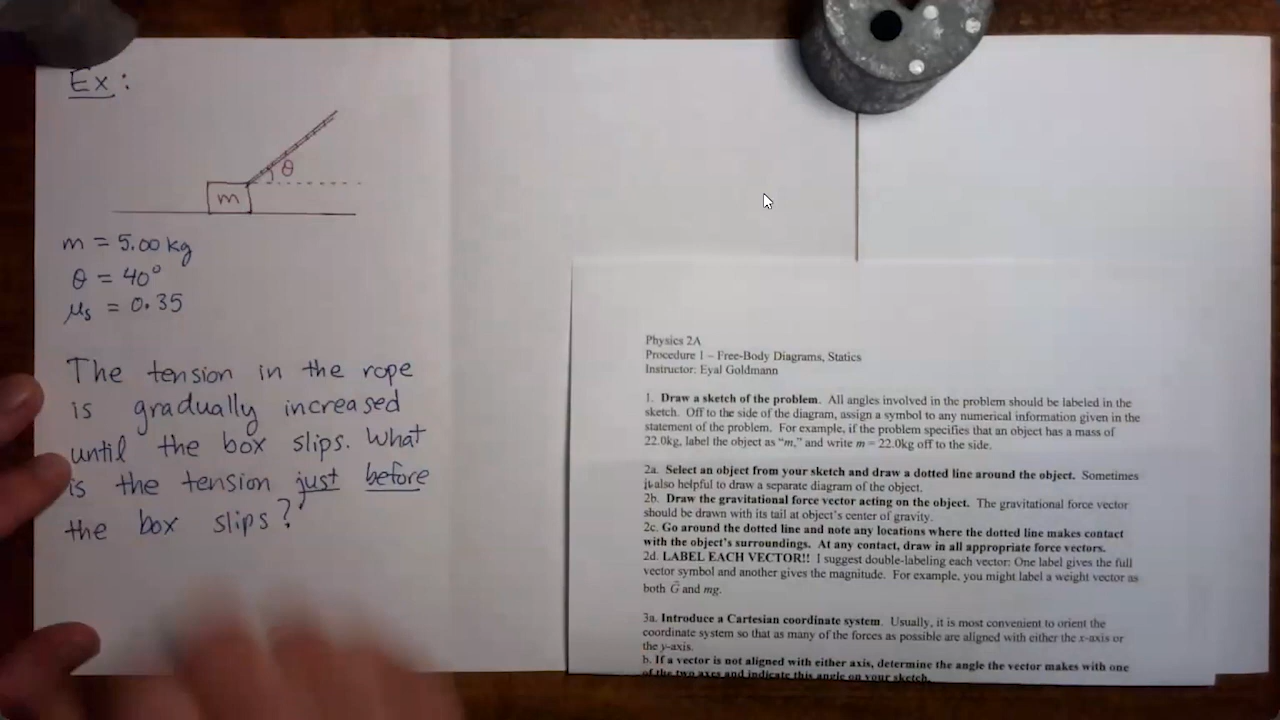 Ex:
θ
m
m = 5.00 kg
θ = 40°
μs = 0.35
The tension in the rope
is gradually increased
until the box slips. What
is the tension just before
the box slips?
Physics 2A
Procedure 1 – Free-Body Diagrams, Statics
Instructor: Eyal Goldmann
1. Draw a sketch of the problem. All angles involved in the problem should be labeled in the
sketch. Off to the side of the diagram, assign a symbol to any numerical information given in the
statement of the problem. For example, if the problem specifies that an object has a mass of
22.0kg, label the object as “m,” and write m = 22.0kg off to the side.
2a. Select an object from your sketch and draw a dotted line around the object. Sometimes
also helpful to draw a separate diagram of the object.
2b. Draw the gravitational force vector acting on the object. The gravitational force vector
should be drawn with its tail at object’s center of gravity.
2c. Go around the dotted line and note any locations where the dotted line makes contact
with the object’s surroundings. At any contact, draw in all appropriate force vectors.
2d. LABEL EACH VECTOR!! I suggest double-labeling each vector: One label gives the full
vector symbol and another gives the magnitude. For example, you might label a weight vector as
both G⃗ and mg.
3a. Introduce a Cartesian coordinate system. Usually, it is most convenient to orient the
coordinate system so that as many of the forces as possible are aligned with either the x-axis or
the y-axis.
b. If a vector is not aligned with either axis, determine the angle the vector makes with one
of the two axes and indicate this angle on your sketch.